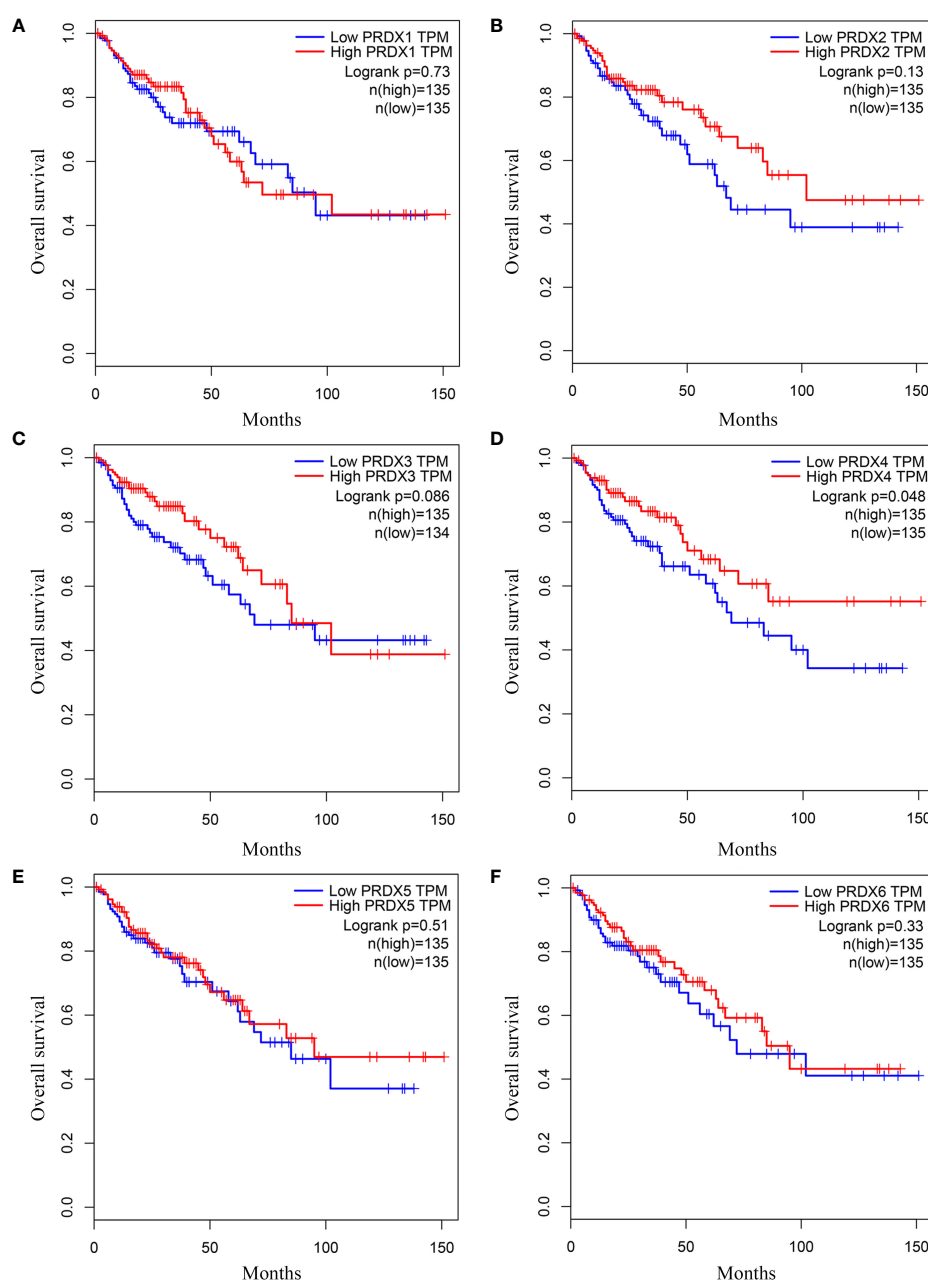 A
Low PRDX1 TPM
High PRDX1 TPM
Logrank p=0.73
n(high)=135
n(low)=135
Overall survival
0.0 0.2 0.4 0.6 0.8 1.0
0 50 100 150
Months
B
Low PRDX2 TPM
High PRDX2 TPM
Logrank p=0.13
n(high)=135
n(low)=135
Overall survival
0.0 0.2 0.4 0.6 0.8 1.0
0 50 100 150
Months
C
Low PRDX3 TPM
High PRDX3 TPM
Logrank p=0.086
n(high)=135
n(low)=134
Overall survival
0.0 0.2 0.4 0.6 0.8 1.0
0 50 100 150
Months
D
Low PRDX4 TPM
High PRDX4 TPM
Logrank p=0.048
n(high)=135
n(low)=135
Overall survival
0.0 0.2 0.4 0.6 0.8 1.0
0 50 100 150
Months
E
Low PRDX5 TPM
High PRDX5 TPM
Logrank p=0.51
n(high)=135
n(low)=135
Overall survival
0.0 0.2 0.4 0.6 0.8 1.0
0 50 100 150
Months
F
Low PRDX6 TPM
High PRDX6 TPM
Logrank p=0.33
n(high)=135
n(low)=135
Overall survival
0.0 0.2 0.4 0.6 0.8 1.0
0 50 100 150
Months